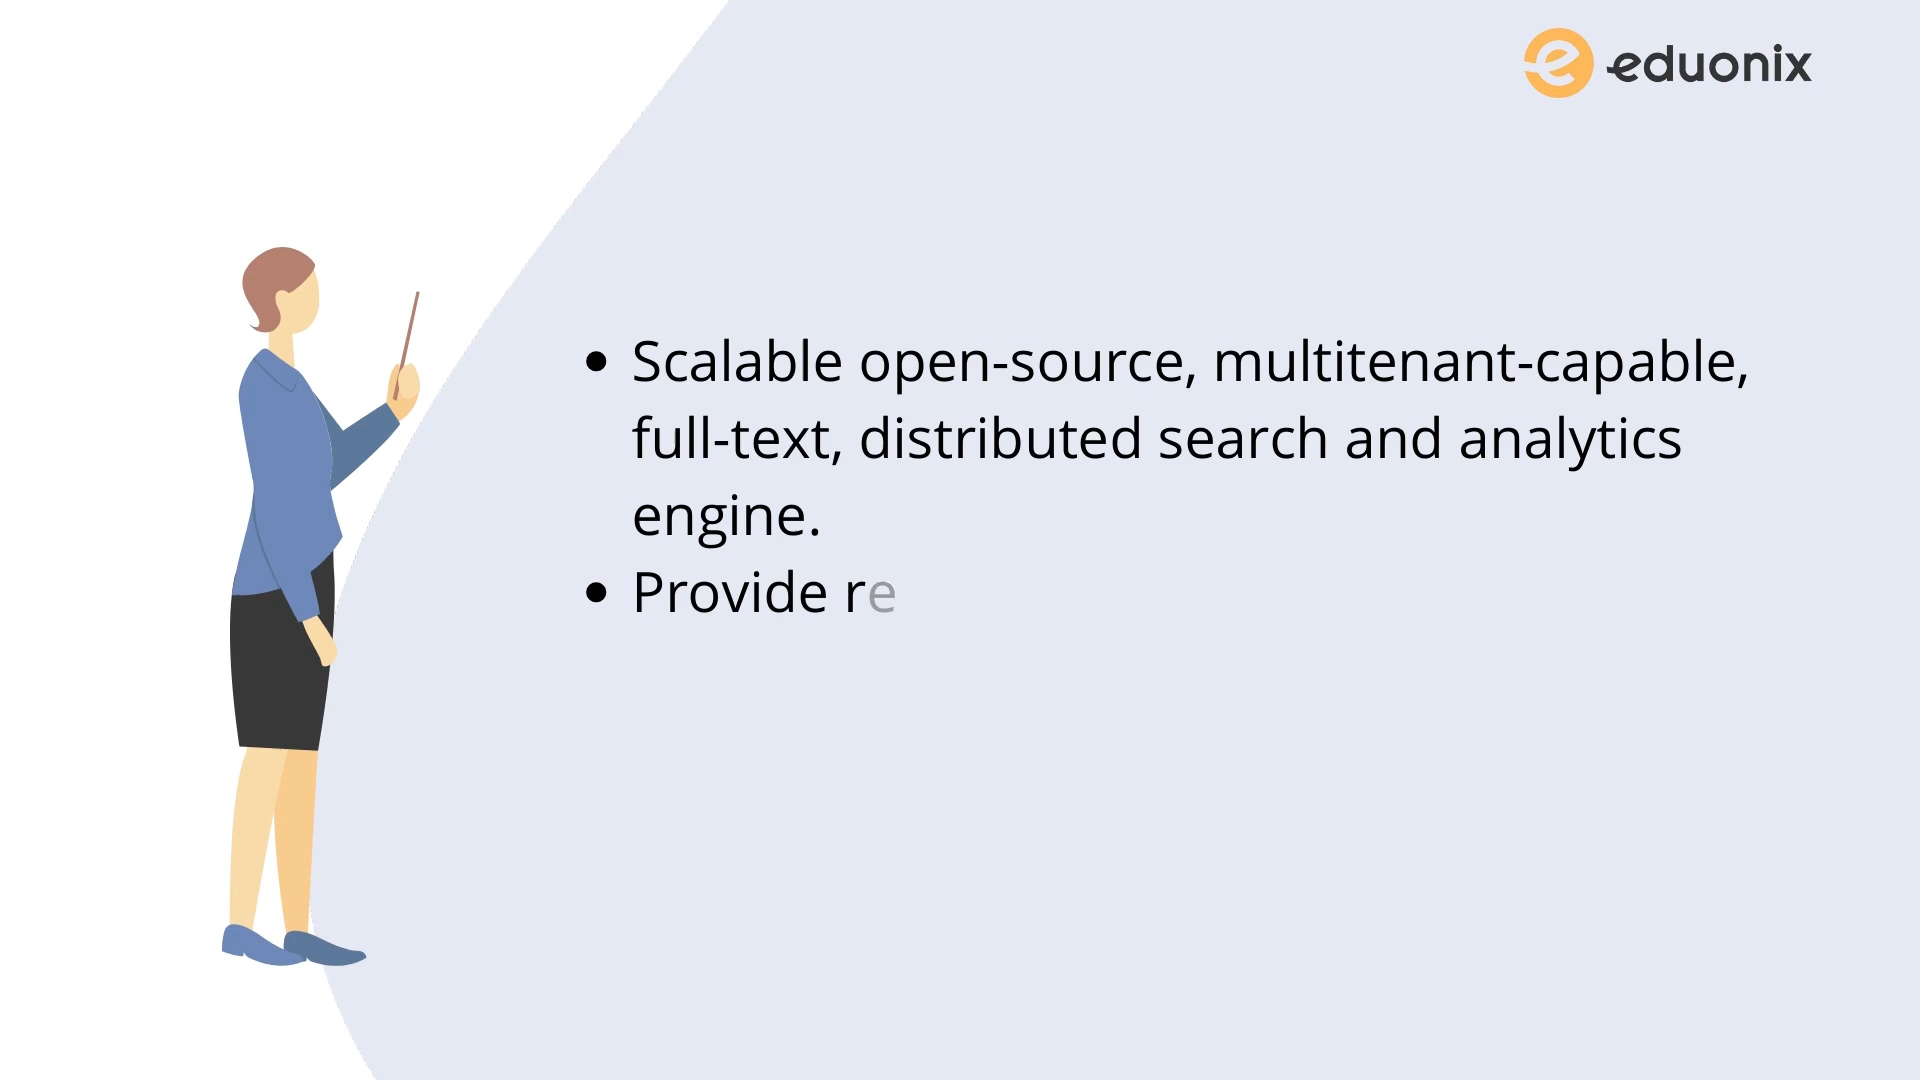 eduonix
• Scalable open-source, multitenant-capable,
full-text, distributed search and analytics
engine.
• Provide re